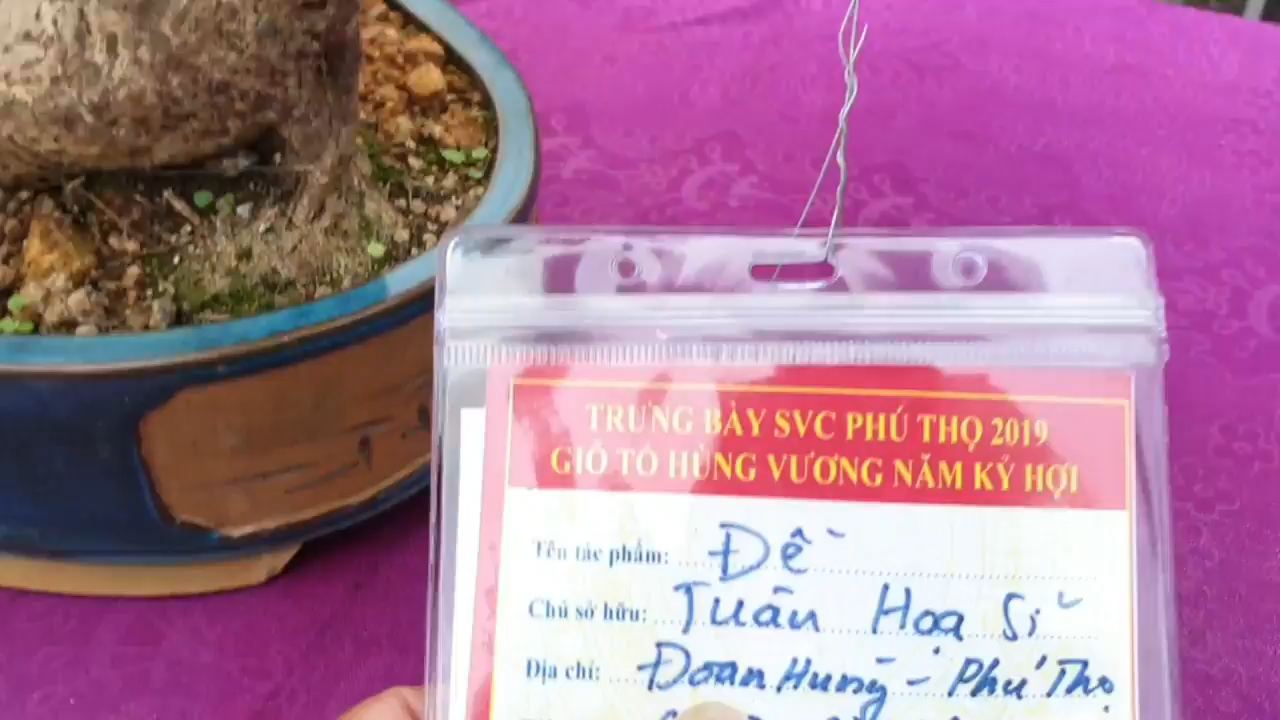 TRƯNG BÀY SVC PHÚ THỌ 2019
GIỖ TỔ HÙNG VƯƠNG NĂM KỶ HỢI
Tên tác phẩm: Đề
Chủ sở hữu: Tuấn Họa Sĩ
Địa chỉ: Đoan Hùng - Phú Thọ